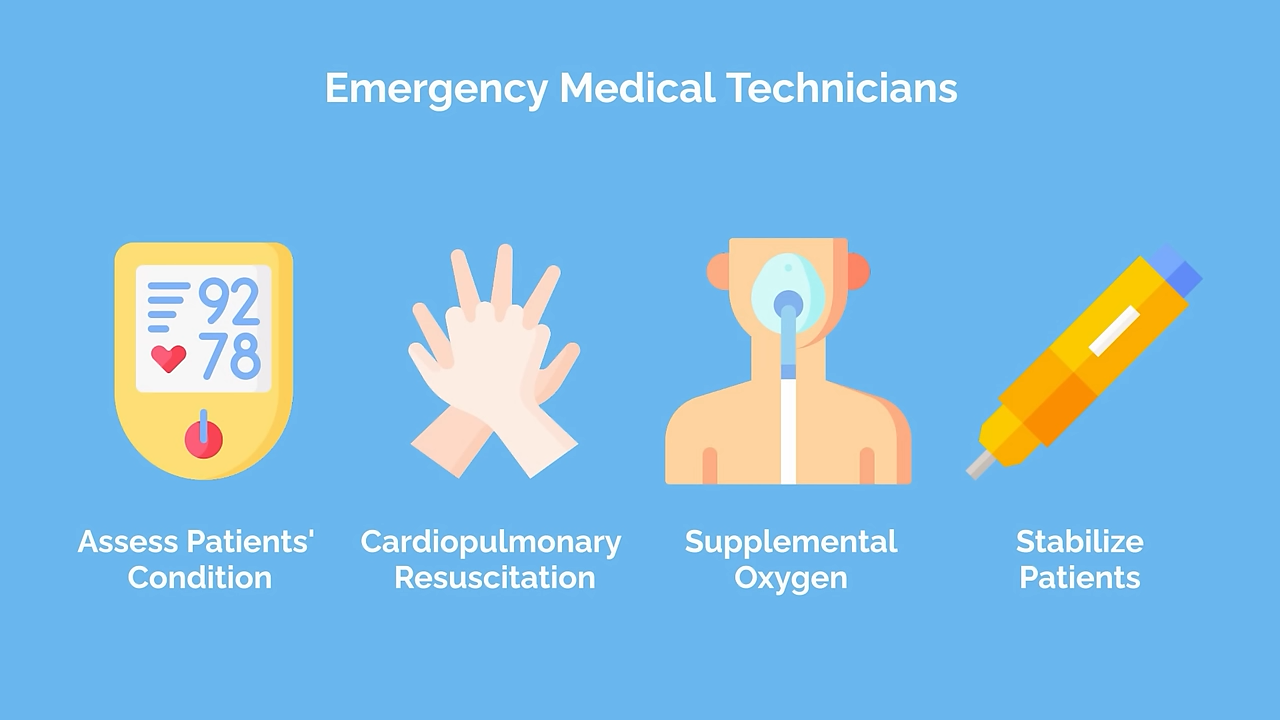 Emergency Medical Technicians
92
78
Assess Patients'
Condition
Cardiopulmonary
Resuscitation
Supplemental
Oxygen
Stabilize
Patients